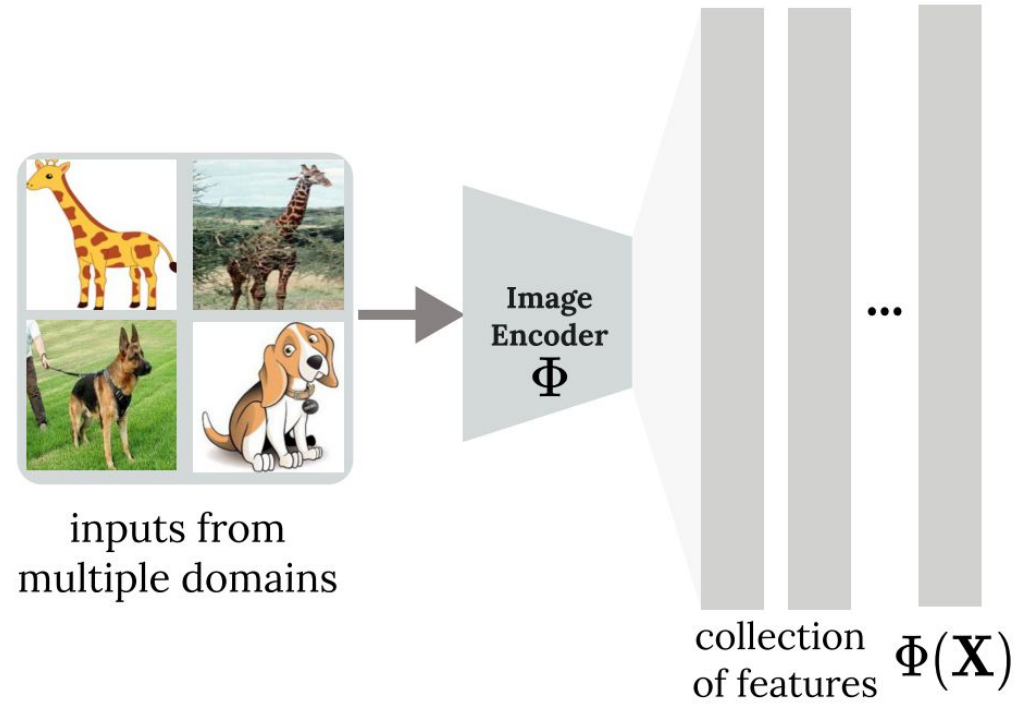 Image
Encoder
Φ
...
inputs from
multiple domains
collection
of features
Φ(X)